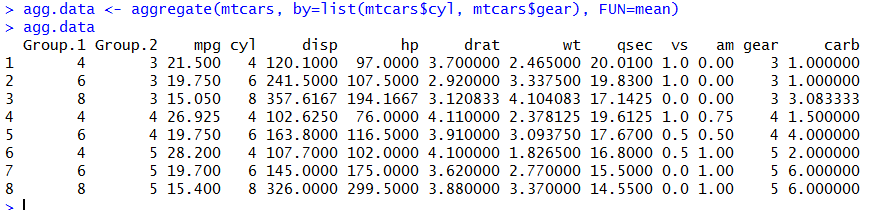 > agg.data <- aggregate(mtcars, by=list(mtcars$cyl, mtcars$gear), FUN=mean)
> agg.data
  Group.1 Group.2    mpg cyl     disp       hp     drat       wt    qsec  vs   am gear     carb
1       4       3 21.500   4 120.1000  97.0000 3.700000 2.465000 20.0100 1.0 0.00    3 1.000000
2       6       3 19.750   6 241.5000 107.5000 2.920000 3.337500 19.8300 1.0 0.00    3 1.000000
3       8       3 15.050   8 357.6167 194.1667 3.120833 4.104083 17.1425 0.0 0.00    3 3.083333
4       4       4 26.925   4 102.6250  76.0000 4.110000 2.378125 19.6125 1.0 0.75    4 1.500000
5       6       4 19.750   6 163.8000 116.5000 3.910000 3.093750 17.6700 0.5 0.50    4 4.000000
6       4       5 28.200   4 107.7000 102.0000 4.100000 1.826500 16.8000 0.5 1.00    5 2.000000
7       6       5 19.700   6 145.0000 175.0000 3.620000 2.770000 15.5000 0.0 1.00    5 6.000000
8       8       5 15.400   8 326.0000 299.5000 3.880000 3.370000 14.5500 0.0 1.00    5 6.000000
>